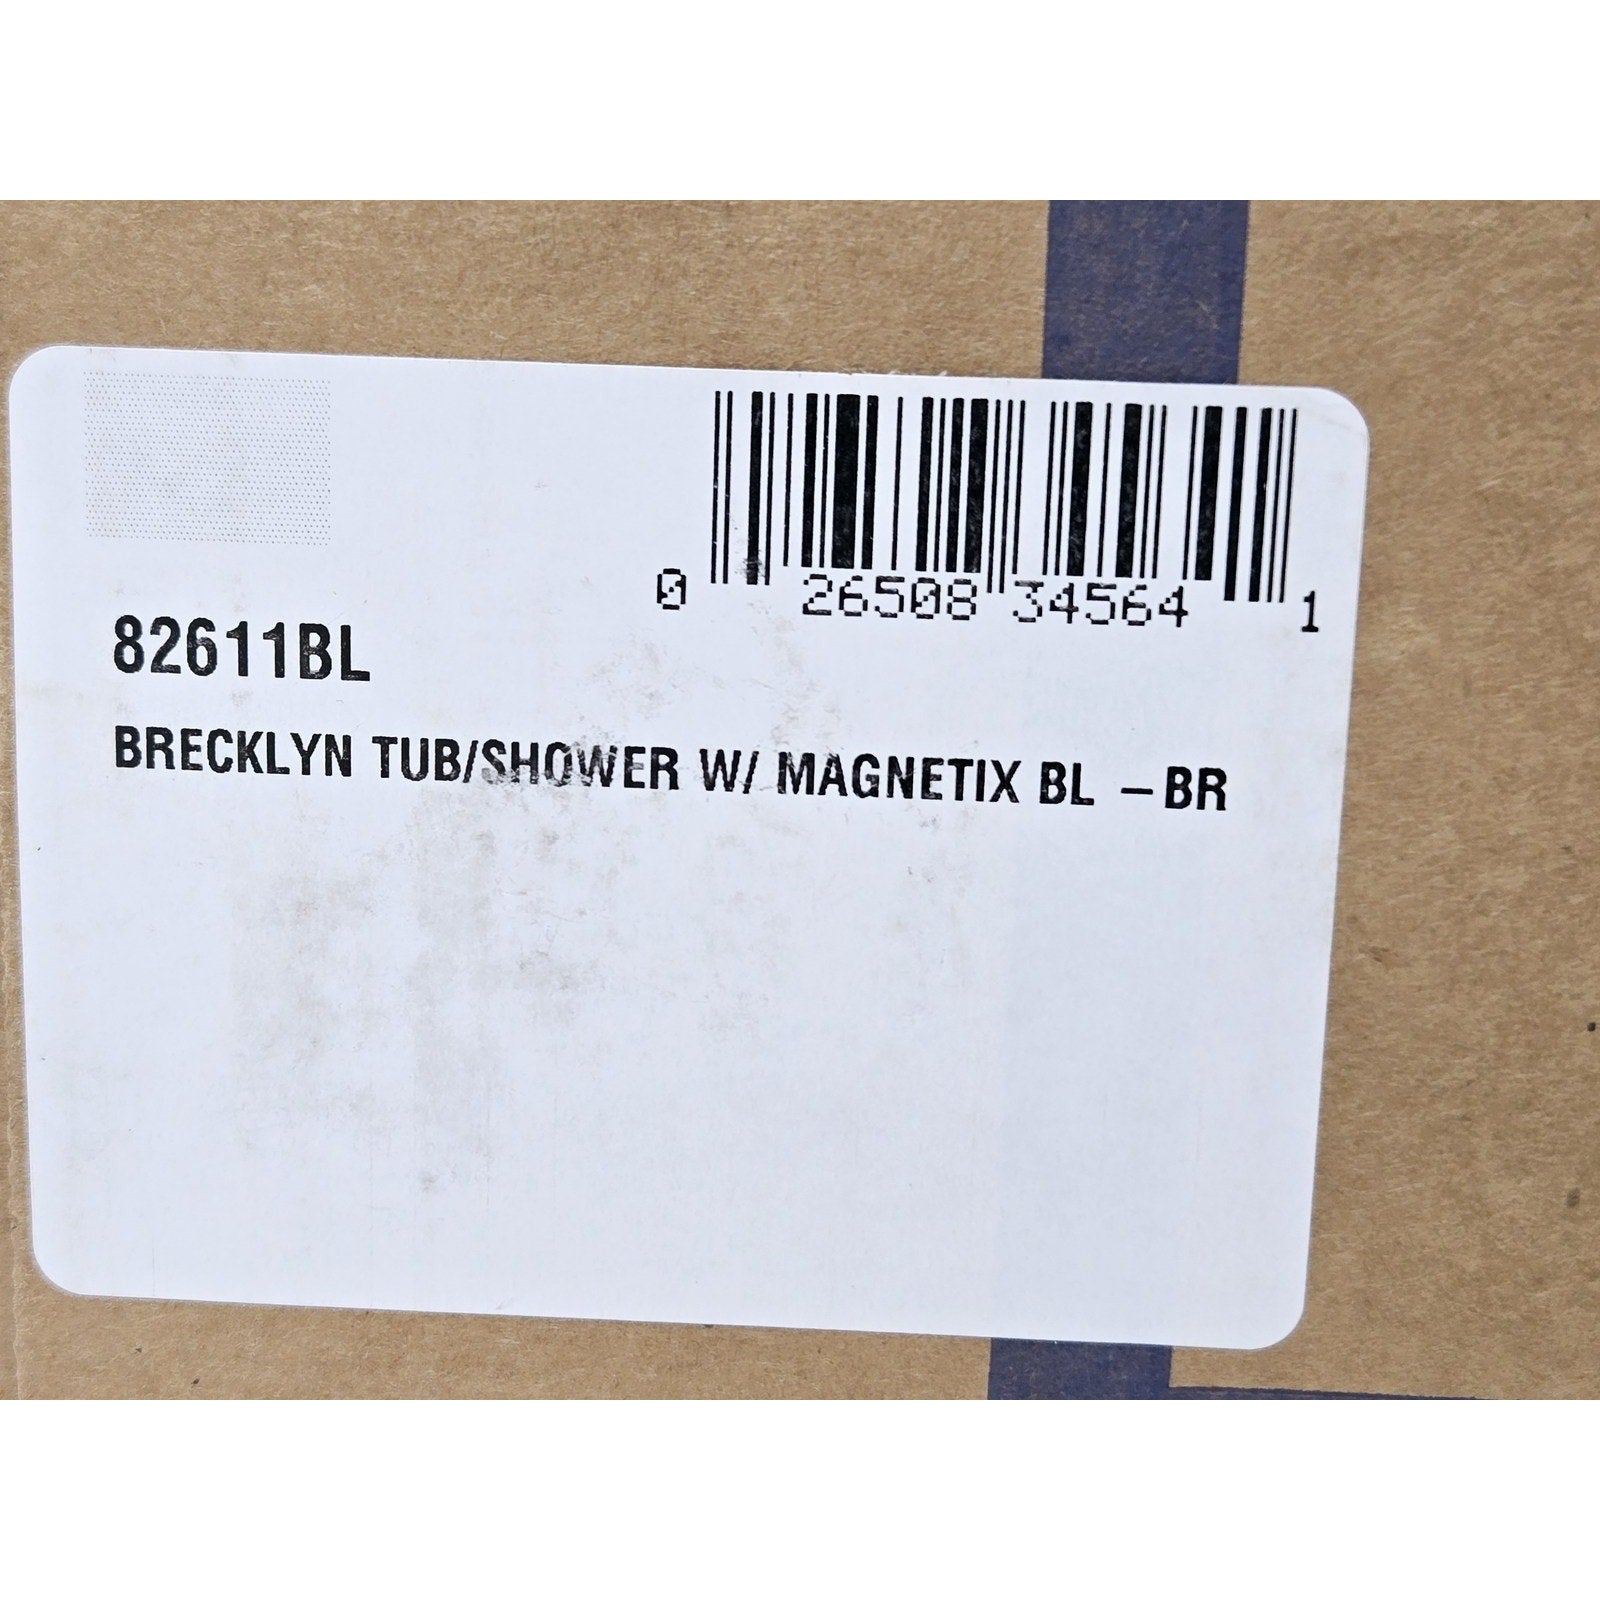 0 26508 34564 1
82611BL
BRECKLYN TUB/SHOWER W/ MAGNETIX BL –BR